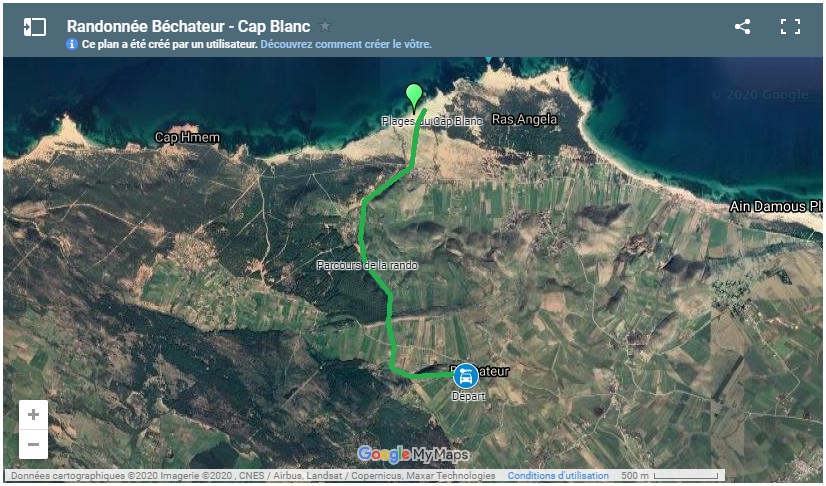 Randonnée Béchateur - Cap Blanc
Ce plan a été créé par un utilisateur. Découvrez comment créer le vôtre.
© 2020 Google
Plages du Cap Blanc
Ras Angela
Cap Hmem
Ain Damous Pl
Parcours de la rando
ateur
Départ
Google My Maps
Données cartographiques ©2020 Imagerie ©2020 , CNES / Airbus, Landsat / Copernicus, Maxar Technologies Conditions d'utilisation 500 m